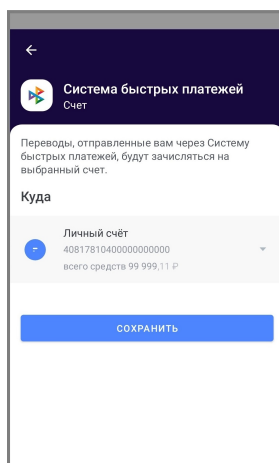 Система быстрых платежей
Счет
Переводы, отправленные вам через Систему
быстрых платежей, будут зачисляться на
выбранный счет.
Куда
Личный счёт
40817810400000000000
всего средств 99 999,11 ₽
СОХРАНИТЬ